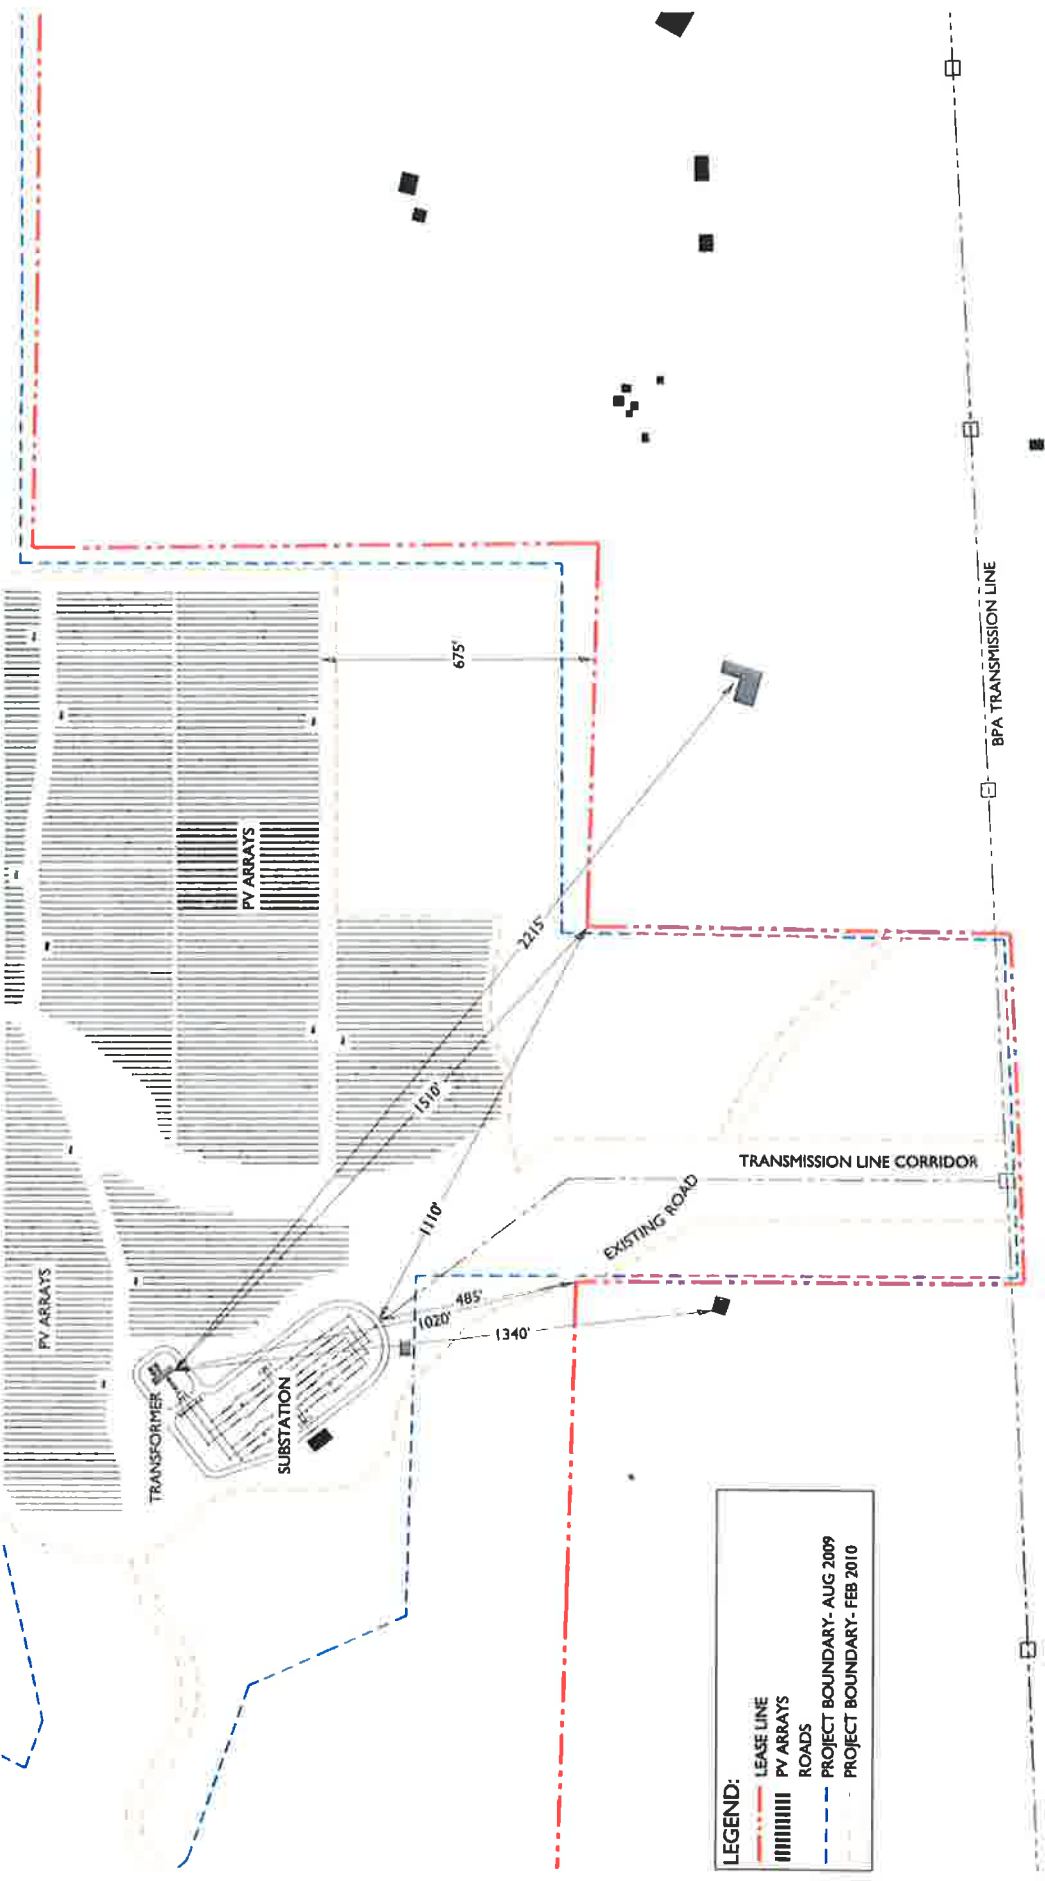 PV ARRAYS
TRANSFORMER
SUBSTATION
PV ARRAYS
675'
2215'
1510'
1110'
485'
1020'
1340'
EXISTING ROAD
TRANSMISSION LINE CORRIDOR
BPA TRANSMISSION LINE
LEGEND:
LEASE LINE
PV ARRAYS
ROADS
PROJECT BOUNDARY- AUG 2009
PROJECT BOUNDARY- FEB 2010